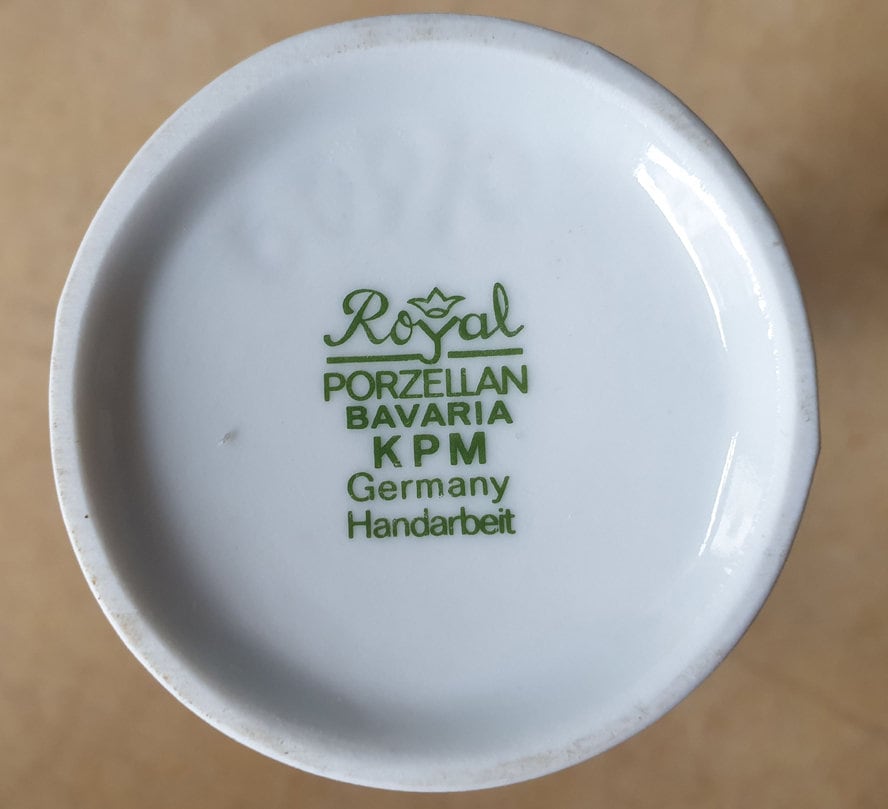 Royal
PORZELLAN
BAVARIA
KPM
Germany
Handarbeit